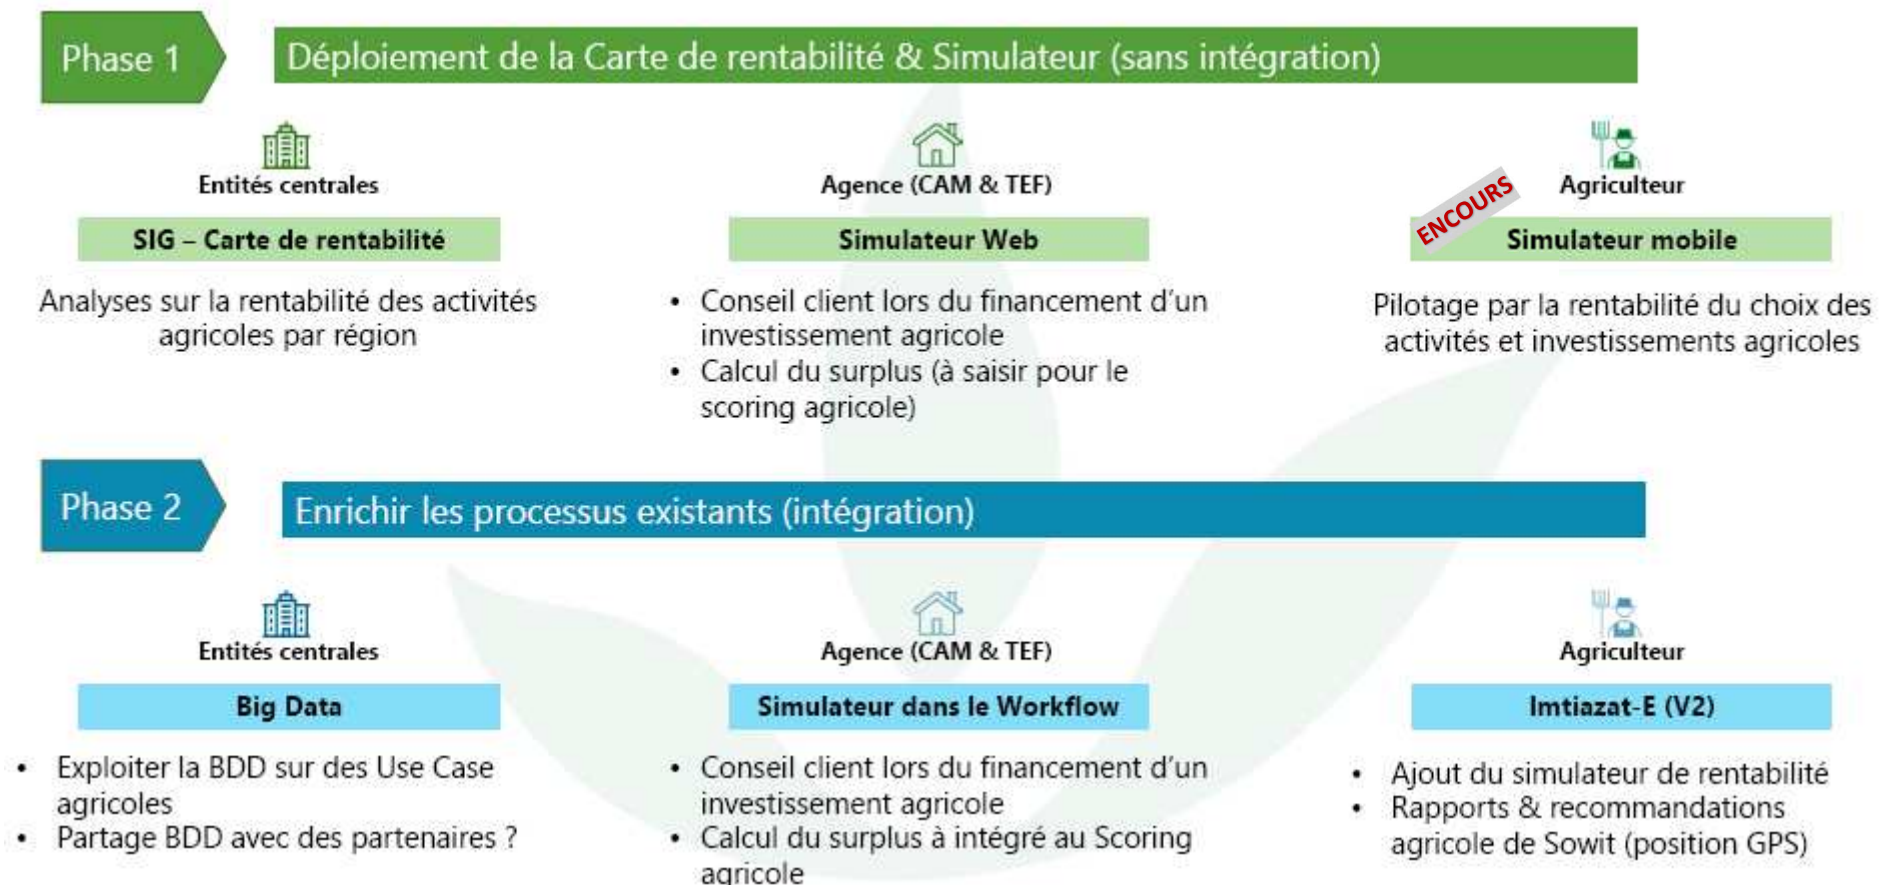 Phase 1
Déploiement de la Carte de rentabilité & Simulateur (sans intégration)
Entités centrales
SIG – Carte de rentabilité
Analyses sur la rentabilité des activités
agricoles par région
Agence (CAM & TEF)
Simulateur Web
• Conseil client lors du financement d'un
investissement agricole
• Calcul du surplus (à saisir pour le
scoring agricole)
Agriculteur
ENCOURS
Simulateur mobile
Pilotage par la rentabilité du choix des
activités et investissements agricoles
Phase 2
Enrichir les processus existants (intégration)
Entités centrales
Big Data
• Exploiter la BDD sur des Use Case
agricoles
• Partage BDD avec des partenaires ?
Agence (CAM & TEF)
Simulateur dans le Workflow
• Conseil client lors du financement d'un
investissement agricole
• Calcul du surplus à intégré au Scoring
agricole
Agriculteur
Imtiazat-E (V2)
• Ajout du simulateur de rentabilité
• Rapports & recommandations
agricole de Sowit (position GPS)